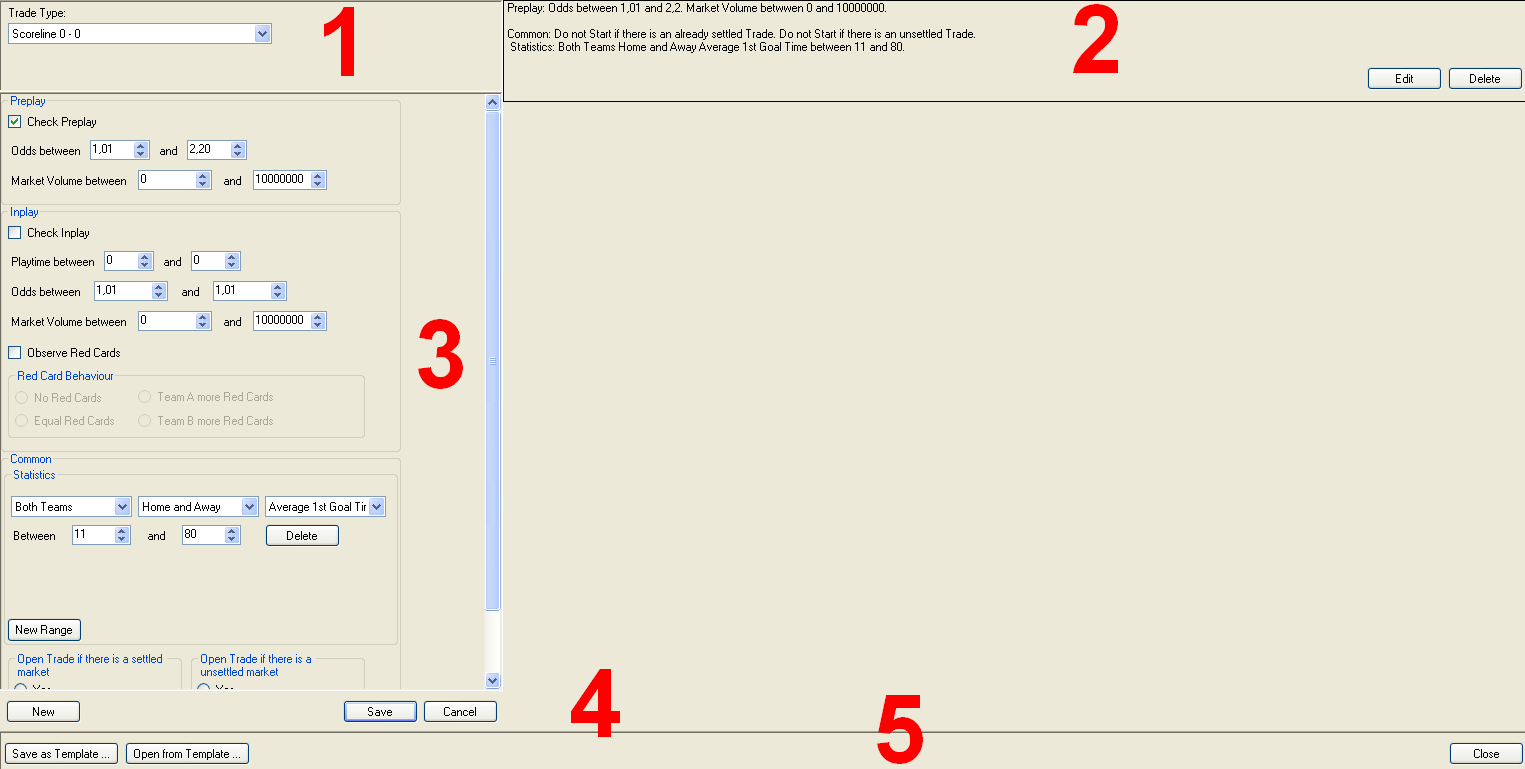 Trade Type:
Scoreline 0 - 0
1
Preplay: Odds between 1,01 and 2,2. Market Volume betwewn 0 and 10000000.
Common: Do not Start if there is an already settled Trade. Do not Start if there is an unsettled Trade.
Statistics: Both Teams Home and Away Average 1st Goal Time between 11 and 80.
2
Edit Delete
Preplay
Check Preplay
Odds between 1,01 and 2,20
Market Volume between 0 and 10000000
Inplay
Check Inplay
Playtime between 0 and 0
Odds between 1,01 and 1,01
Market Volume between 0 and 10000000
Observe Red Cards
3
Red Card Behaviour
No Red Cards Team A more Red Cards
Equal Red Cards Team B more Red Cards
Common
Statistics
Both Teams Home and Away Average 1st Goal Tir
Between 11 and 80 Delete
New Range
Open Trade if there is a settled
market
Open Trade if there is a
unsettled market
New Save Cancel
4
5
Save as Template ... Open from Template ... Close